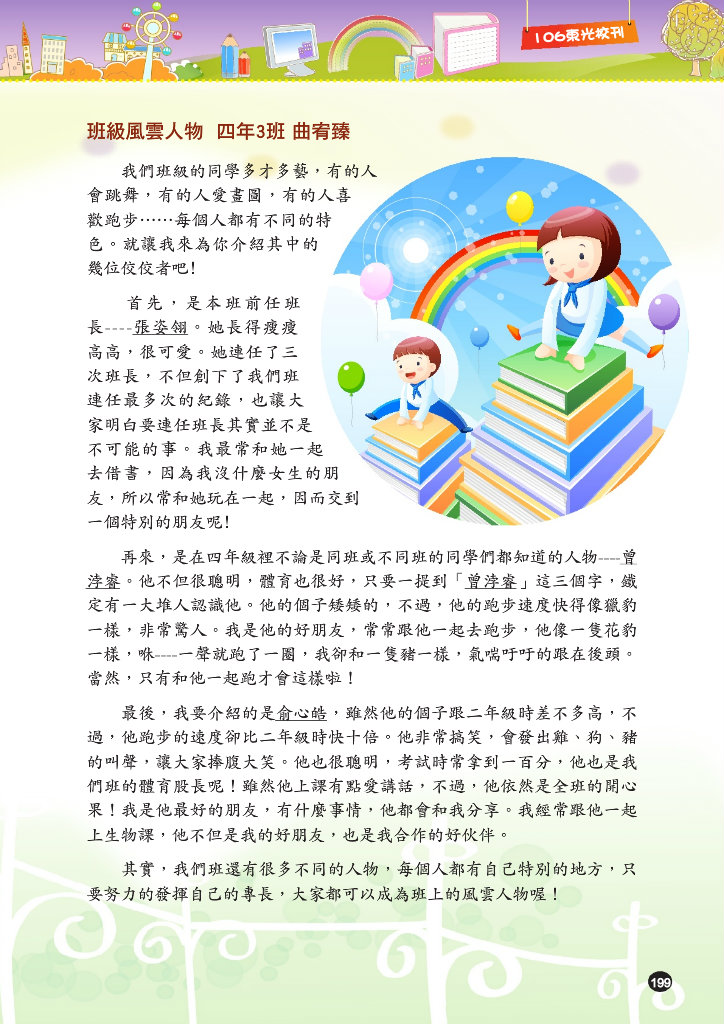 106東光校刊
班級風雲人物 四年3班 曲宥臻
我們班級的同學多才多藝，有的人
會跳舞，有的人愛畫圖，有的人喜
歡跑步……每個人都有不同的特
色。就讓我來為你介紹其中的
幾位佼佼者吧!
首先，是本班前任班
長----張姿翎。她長得瘦瘦
高高，很可愛。她連任了三
次班長，不但創下了我們班
連任最多次的紀錄，也讓大
家明白要連任班長其實並不是
不可能的事。我最常和她一起
去借書，因為我沒什麼女生的朋
友，所以常和她玩在一起，因而交到
一個特別的朋友呢!
再來，是在四年級裡不論是同班或不同班的同學們都知道的人物----曾
浡睿。他不但很聰明，體育也很好，只要一提到「曾浡睿」這三個字，鐵
定有一大堆人認識他。他的個子矮矮的，不過，他的跑步速度快得像獵豹
一樣，非常驚人。我是他的好朋友，常常跟他一起去跑步，他像一隻花豹
一樣，咻----一聲就跑了一圈，我卻和一隻豬一樣，氣喘吁吁的跟在後頭。
當然，只有和他一起跑才會這樣啦！
最後，我要介紹的是俞心皓，雖然他的個子跟二年級時差不多高，不
過，他跑步的速度卻比二年級時快十倍。他非常搞笑，會發出雞、狗、豬
的叫聲，讓大家捧腹大笑。他也很聰明，考試時常拿到一百分，他也是我
們班的體育股長呢！雖然他上課有點愛講話，不過，他依然是全班的開心
果！我是他最好的朋友，有什麼事情，他都會和我分享。我經常跟他一起
上生物課，他不但是我的好朋友，也是我合作的好伙伴。
其實，我們班還有很多不同的人物，每個人都有自己特別的地方，只
要努力的發揮自己的專長，大家都可以成為班上的風雲人物喔！
199